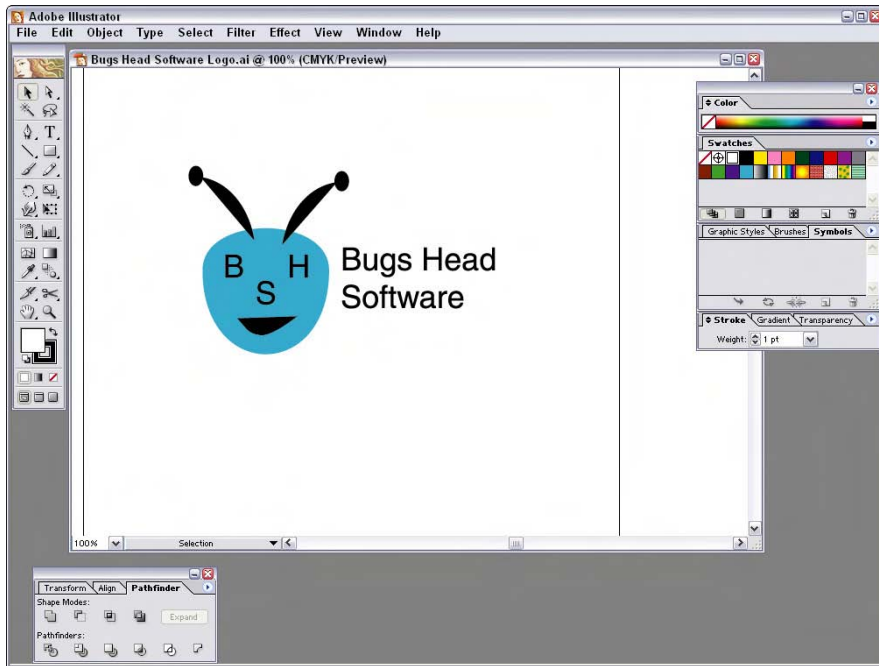 Adobe Illustrator
File Edit Object Type Select Filter Effect View Window Help
Bugs Head Software Logo.ai @ 100% (CMYK/Preview)
Color
Swatches
B H
S
Bugs Head
Software
Graphic Styles Brushes Symbols
Stroke Gradient Transparency
Weight: 1 pt
100% Selection
Transform Align Pathfinder
Shape Modes:
Expand
Pathfinders: